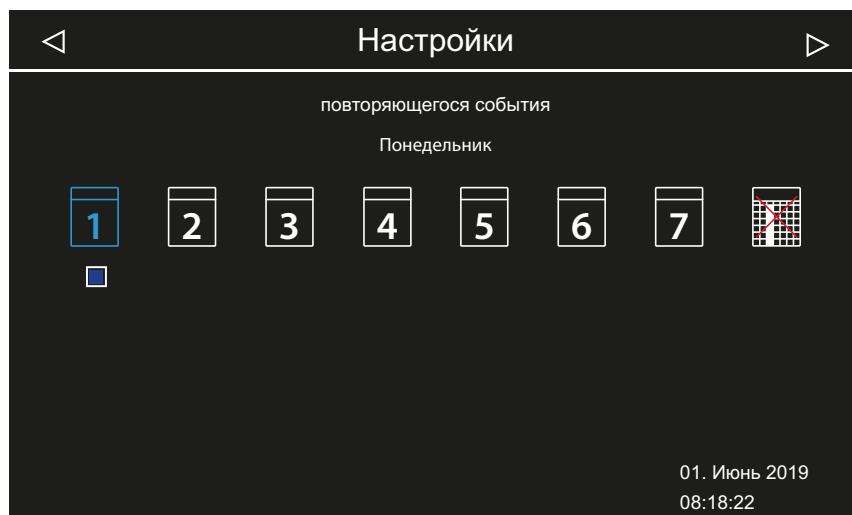 Настройки
повторяющегося события
Понедельник
1 2 3 4 5 6 7
01. Июнь 2019
08:18:22